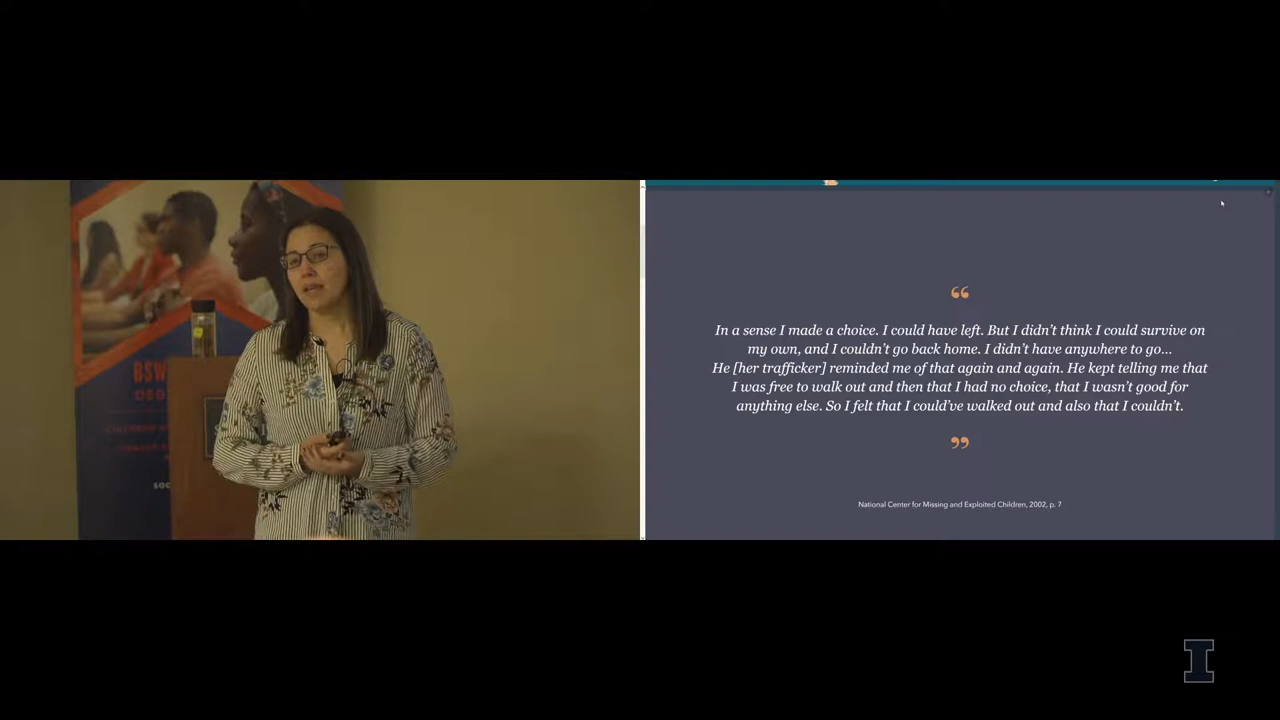 BSW
“
In a sense I made a choice. I could have left. But I didn’t think I could survive on
my own, and I couldn’t go back home. I didn’t have anywhere to go...
He [her trafficker] reminded me of that again and again. He kept telling me that
I was free to walk out and then that I had no choice, that I wasn’t good for
anything else. So I felt that I could’ve walked out and also that I couldn’t.
”
National Center for Missing and Exploited Children, 2002, p. 7
I